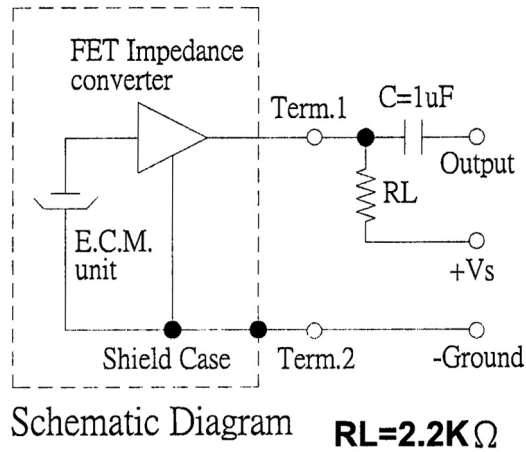 FET Impedance
converter
Term.1
C=1uF
Output
RL
+Vs
E.C.M.
unit
Shield Case
Term.2
-Ground
Schematic Diagram
RL=2.2KΩ